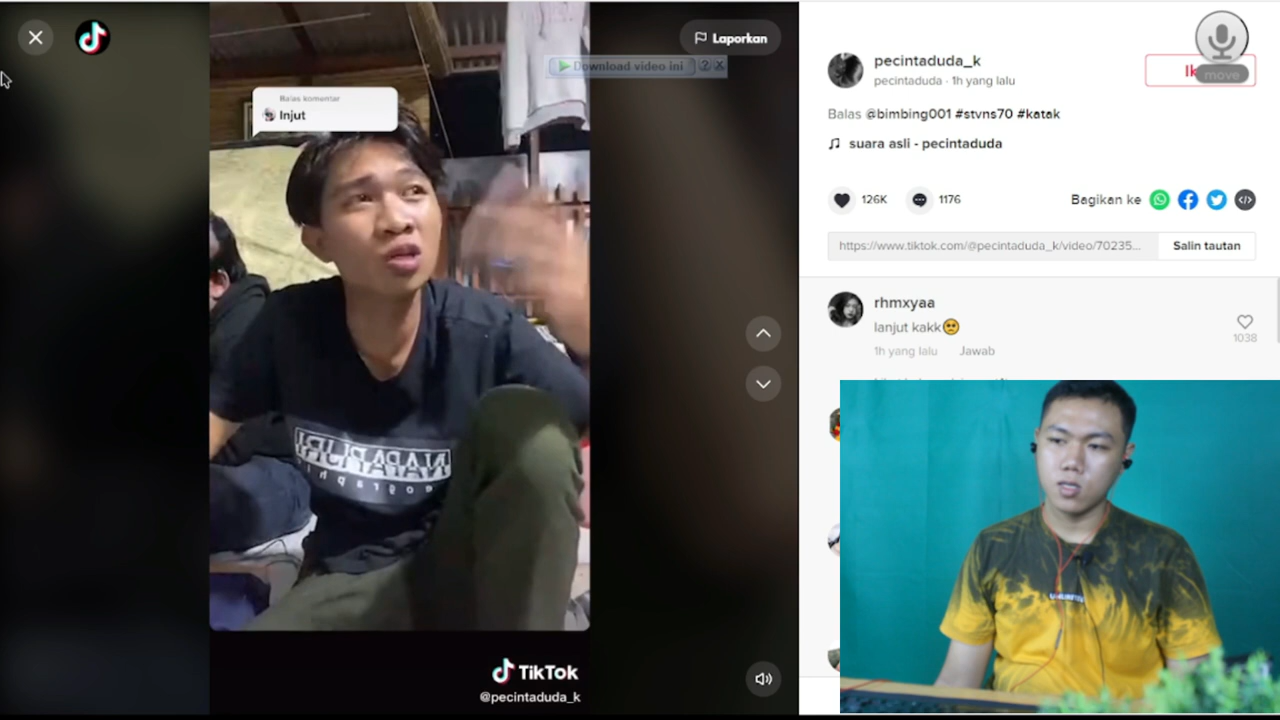 Laporkan
Download video ini
?
Balas komentar
Injut
TikTok
@pecintaduda_k
pecintaduda_k
pecintaduda · 1h yang lalu
Ik
move
Balas @bimbing001 #stvns70 #katak
suara asli - pecintaduda
126K
1176
Bagikan ke
https://www.tiktok.com/@pecintaduda_k/video/70235...
Salin tautan
rhmxyaa
lanjut kakk🥺
1h yang lalu
Jawab
1038